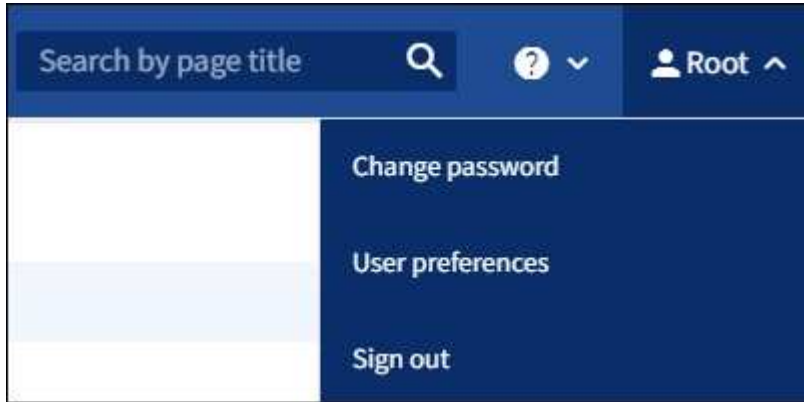 Search by page title
Root
Change password
User preferences
Sign out